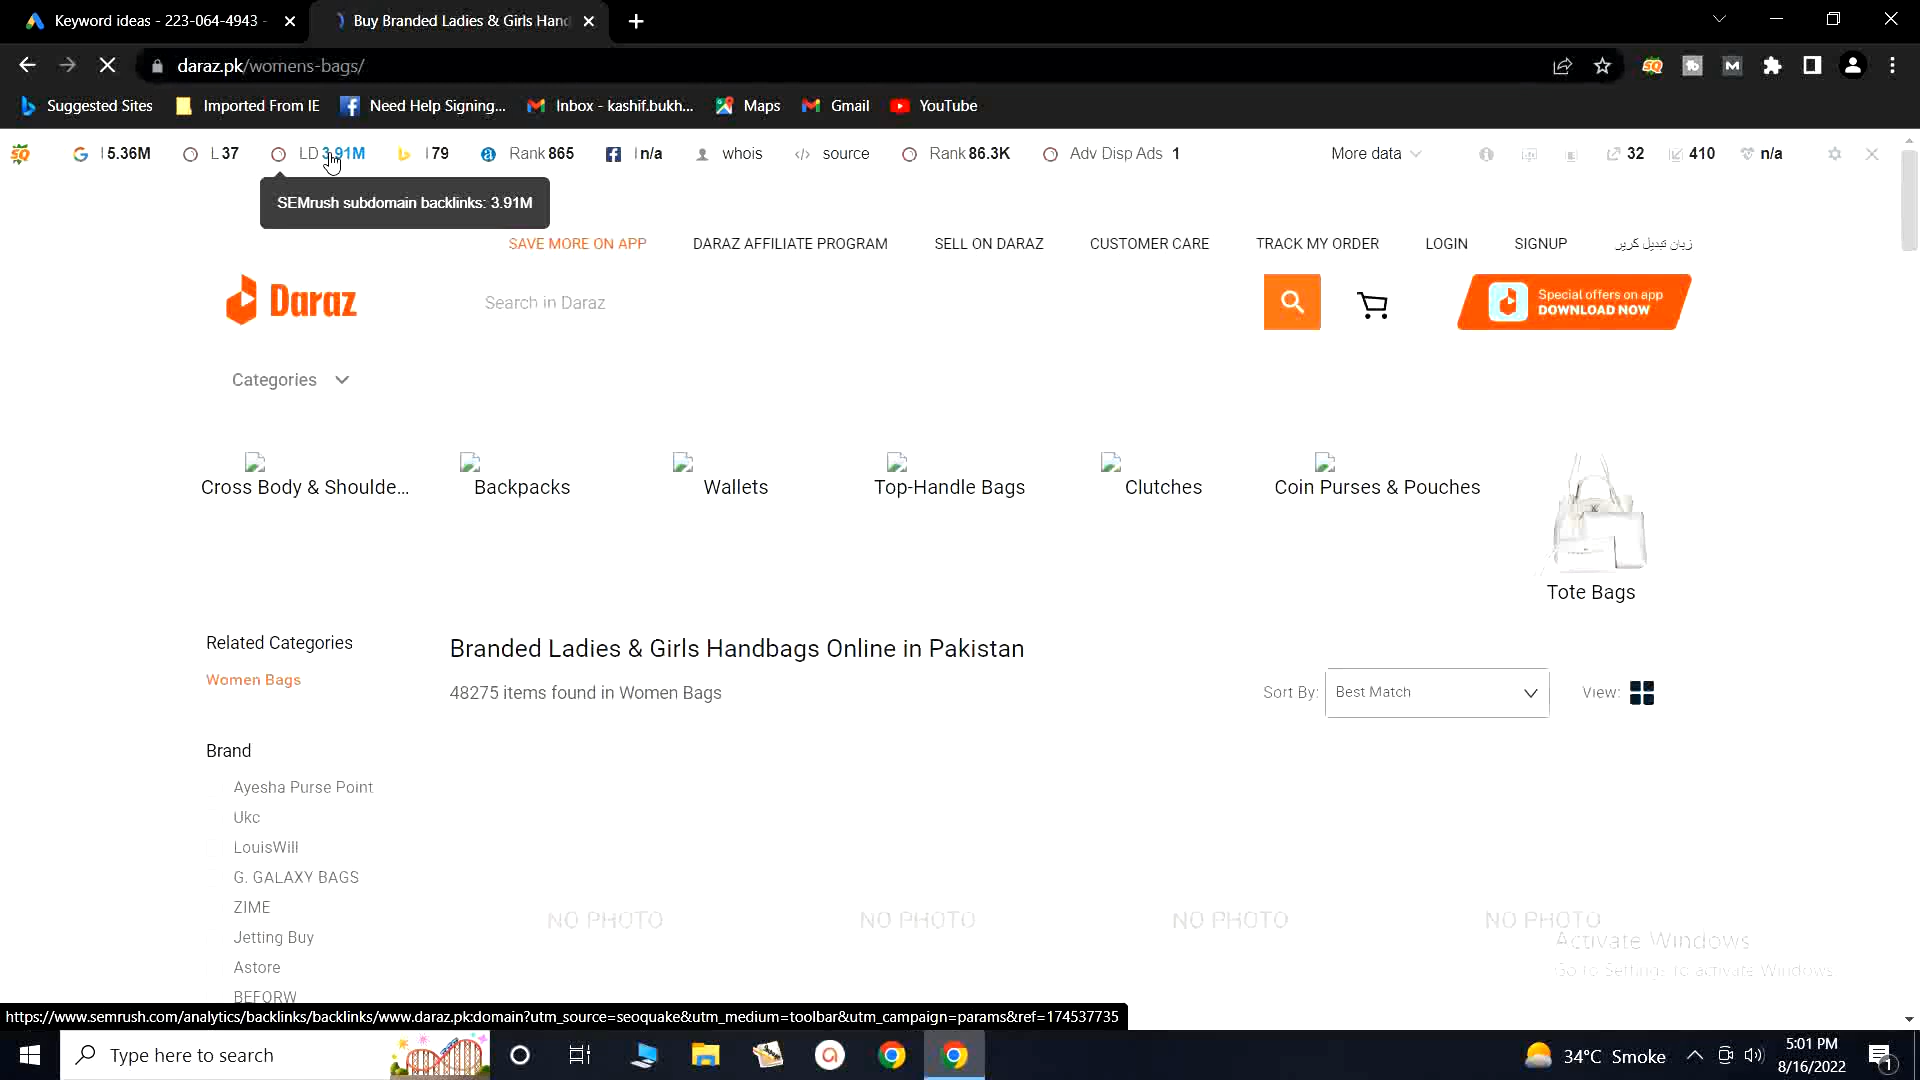 Keyword ideas - 223-064-4943 -
Buy Branded Ladies & Girls Hand
daraz.pk/womens-bags/
Suggested Sites
Imported From IE
Need Help Signing...
Inbox - kashif.bukh...
Maps
Gmail
YouTube
SQ
I 5.36M
L 37
LD 3.91M
I 79
Rank 865
I n/a
whois
source
Rank 86.3K
Adv Disp Ads 1
More data
32
410
n/a
SEMrush subdomain backlinks: 3.91M
SAVE MORE ON APP
DARAZ AFFILIATE PROGRAM
SELL ON DARAZ
CUSTOMER CARE
TRACK MY ORDER
LOGIN
SIGNUP
زبان تبدیل کریں
Daraz
Search in Daraz
Special offers on app
DOWNLOAD NOW
Categories
Cross Body & Shoulde...
Backpacks
Wallets
Top-Handle Bags
Clutches
Coin Purses & Pouches
Tote Bags
Related Categories
Women Bags
Branded Ladies & Girls Handbags Online in Pakistan
48275 items found in Women Bags
Sort By:
Best Match
View:
Brand
Ayesha Purse Point
Ukc
LouisWill
G. GALAXY BAGS
ZIME
Jetting Buy
Astore
BEFORW
NO PHOTO
NO PHOTO
NO PHOTO
NO PHOTO
Activate Windows
Go to Settings to activate Windows
https://www.semrush.com/analytics/backlinks/backlinks/www.daraz.pk:domain?utm_source=seoquake&utm_medium=toolbar&utm_campaign=params&ref=174537735
Type here to search
34°C Smoke
5:01 PM
8/16/2022
1